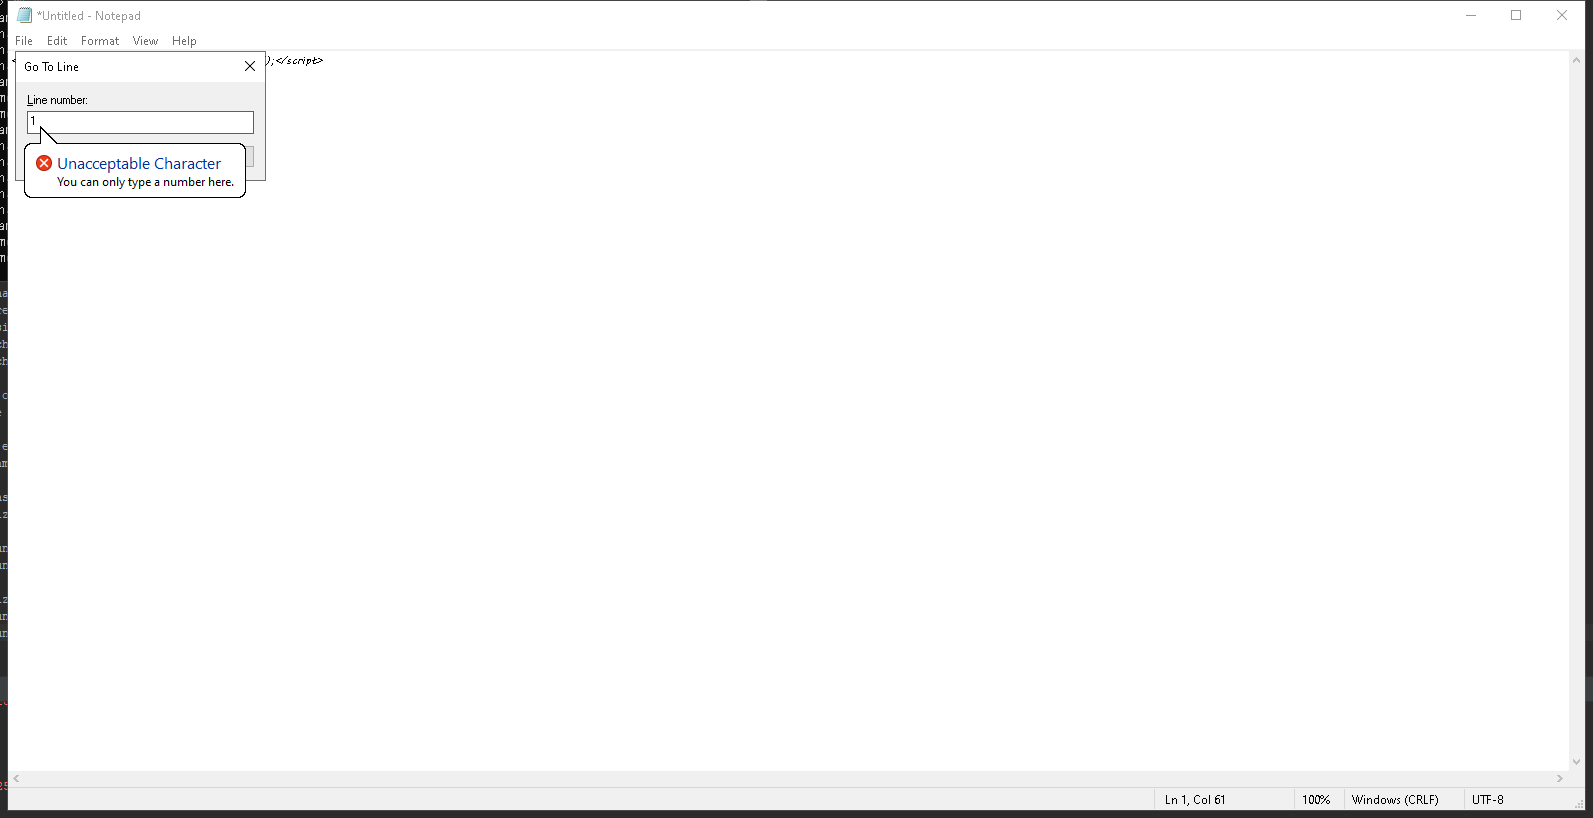 *Untitled - Notepad
File Edit Format View Help
<
);</script>
Go To Line
Line number:
1
Unacceptable Character
You can only type a number here.
Ln 1, Col 61
100%
Windows (CRLF)
UTF-8